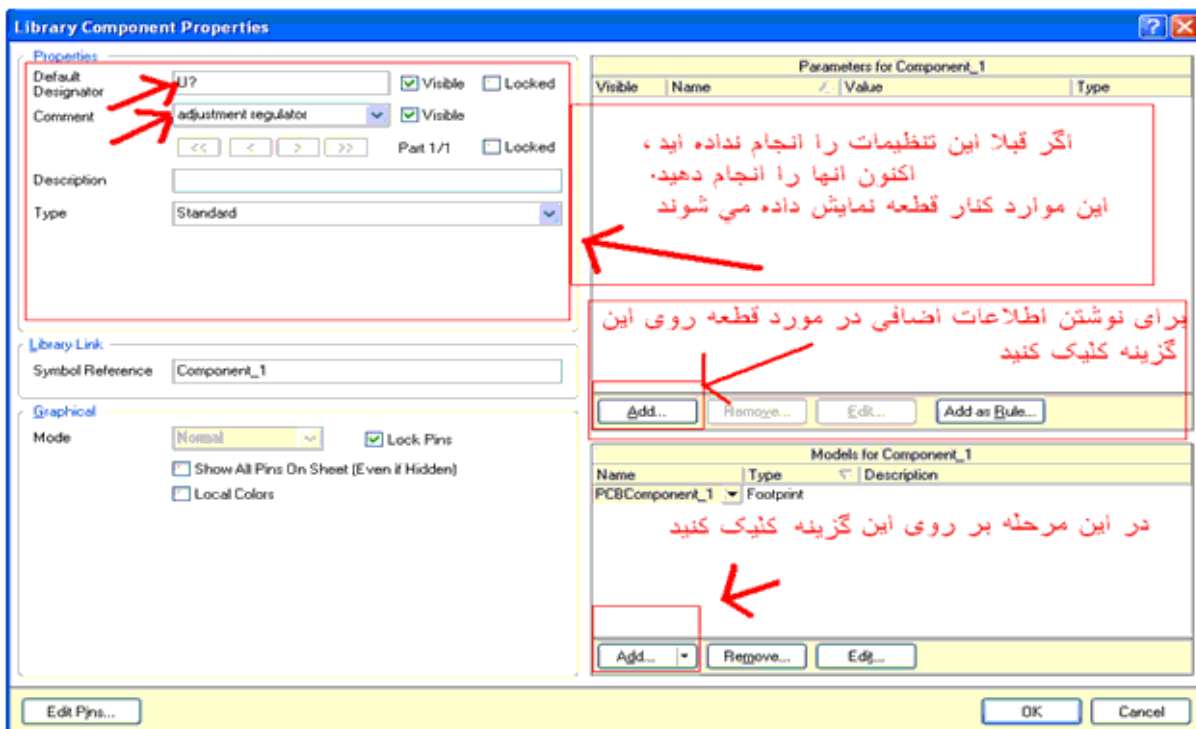 Library Component Properties
Properties
Default Designator
U?
Visible
Locked
Comment
adjustment regulator
Visible
<<
<
>
>>
Part 1/1
Locked
Description
Type
Standard
Library Link
Symbol Reference
Component_1
Graphical
Mode
Normal
Lock Pins
Show All Pins On Sheet (Even if Hidden)
Local Colors
Parameters for Component_1
Visible
Name
Value
Type
اگر قبلا این تنظیمات را انجام نداده اید ،
اکنون انها را انجام دهید.
این موارد کنار قطعه نمایش داده می شوند
برای نوشتن اطلاعات اضافی در مورد قطعه روی این
گزینه کلیک کنید
Add...
Remove...
Edit...
Add as Rule...
Models for Component_1
Name
Type
Description
PCBComponent_1
Footprint
در این مرحله بر روی این گزینه کلیک کنید
Add...
Remove...
Edit...
Edit Pins...
OK
Cancel